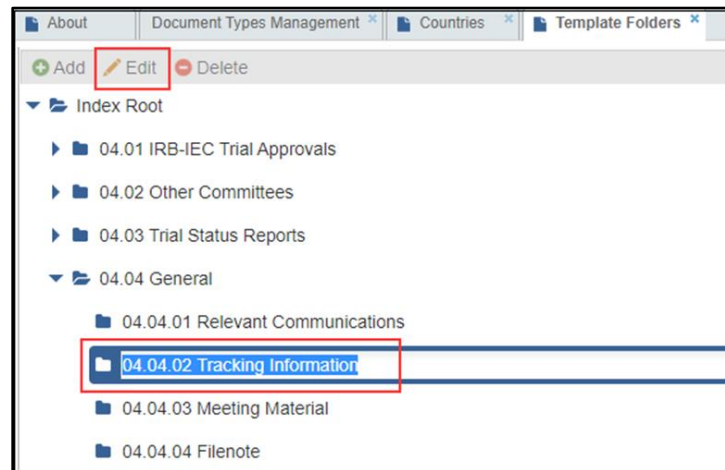 About Document Types Management Countries Template Folders
Add Edit Delete
Index Root
04.01 IRB-IEC Trial Approvals
04.02 Other Committees
04.03 Trial Status Reports
04.04 General
04.04.01 Relevant Communications
04.04.02 Tracking Information
04.04.03 Meeting Material
04.04.04 Filenote